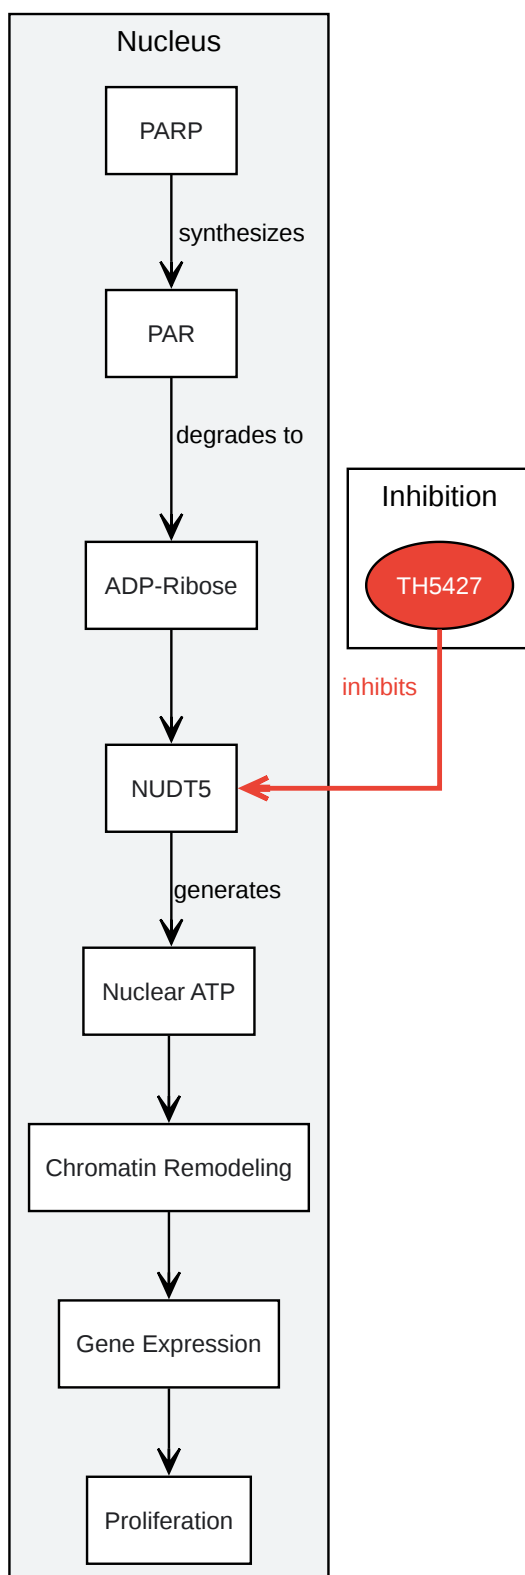 Nucleus
PARP
synthesizes
PAR
degrades to
ADP-Ribose
Inhibition
TH5427
inhibits
NUDT5
generates
Nuclear ATP
Chromatin Remodeling
Gene Expression
Proliferation